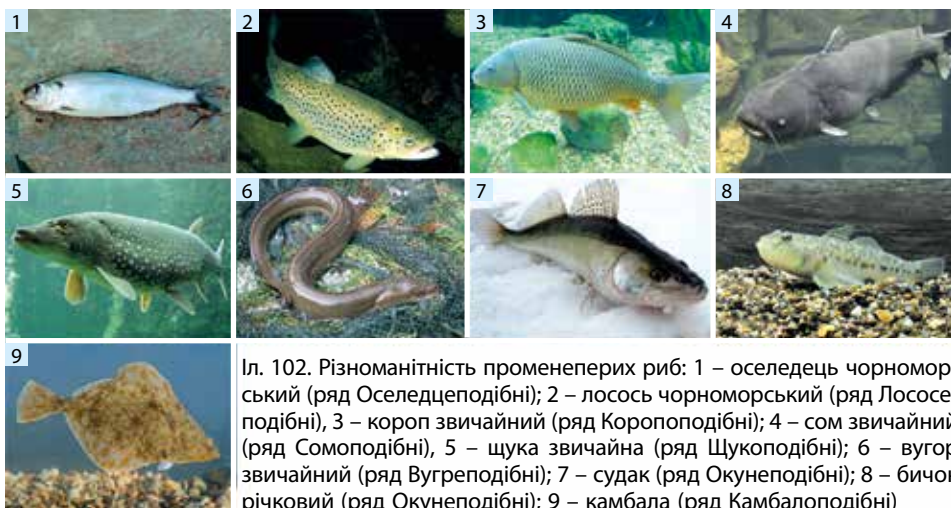 1
2
3
4
5
6
7
8
9
Іл. 102. Різноманітність променеперих риб: 1 – оселедець чорномор
ський (ряд Оселедцеподібні); 2 – лосось чорноморський (ряд Лососе
подібні), 3 – короп звичайний (ряд Коропоподібні); 4 – сом звичайний
(ряд Сомоподібні), 5 – щука звичайна (ряд Щукоподібні); 6 – вугор
звичайний (ряд Вугреподібні); 7 – судак (ряд Окунеподібні); 8 – бичок
річковий (ряд Окунеподібні); 9 – камбала (ряд Камбалоподібні)